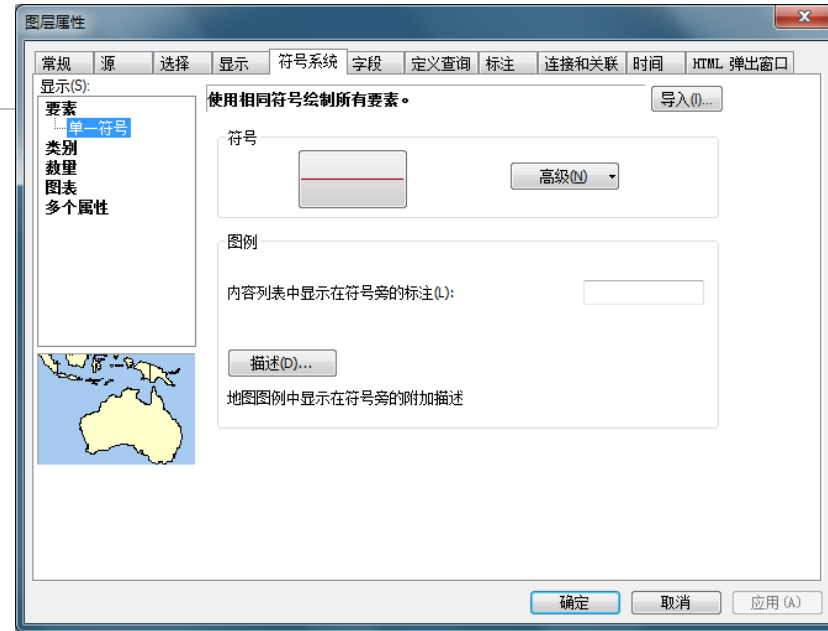 图层属性
常规 源 选择 显示 符号系统 字段 定义查询 标注 连接和关联 时间 HTML 弹出窗口
显示(S):
要素
单一符号
类别
数量
图表
多个属性
使用相同符号绘制所有要素。
导入(I)...
符号
高级(N)
图例
内容列表中显示在符号旁的标注(L):
描述(D)...
地图图例中显示在符号旁的附加描述
确定 取消 应用(A)